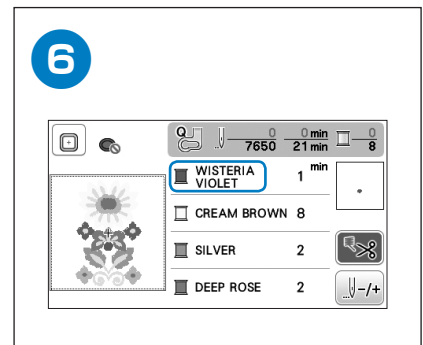 6
Q 0 0 min 0
7650 21 min 8
WISTERIA
VIOLET 1 min
CREAM BROWN 8
SILVER 2
DEEP ROSE 2
-/+